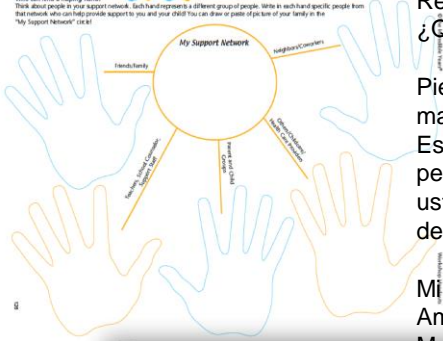 Think about people in your support network. Each hand represents a different group of people. Write in each hand specific people from
that network who can help provide support to you and your child! You can draw or paste of picture of your family in the
"My Support Network" circle!
My Support Network
Friends/family
Neighbors/Coworkers
Teachers, School Counselor,
Support Staff
Parent and Child
Groups
Others (Childcare/
Health Care Provider)
Pie
ma
Es
pe
us
de
Mi
An